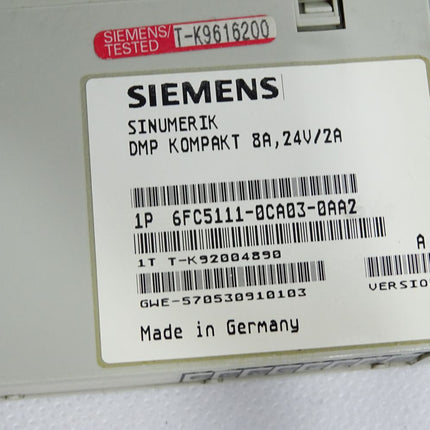 SIEMENS/
TESTED
T-K9616200
SIEMENS
SINUMERIK
DMP KOMPAKT 8A,24V/2A
1P 6FC5111-0CA03-0AA2
1T T-K92004890
A
GWE-570530910103
VERSIO
Made in Germany